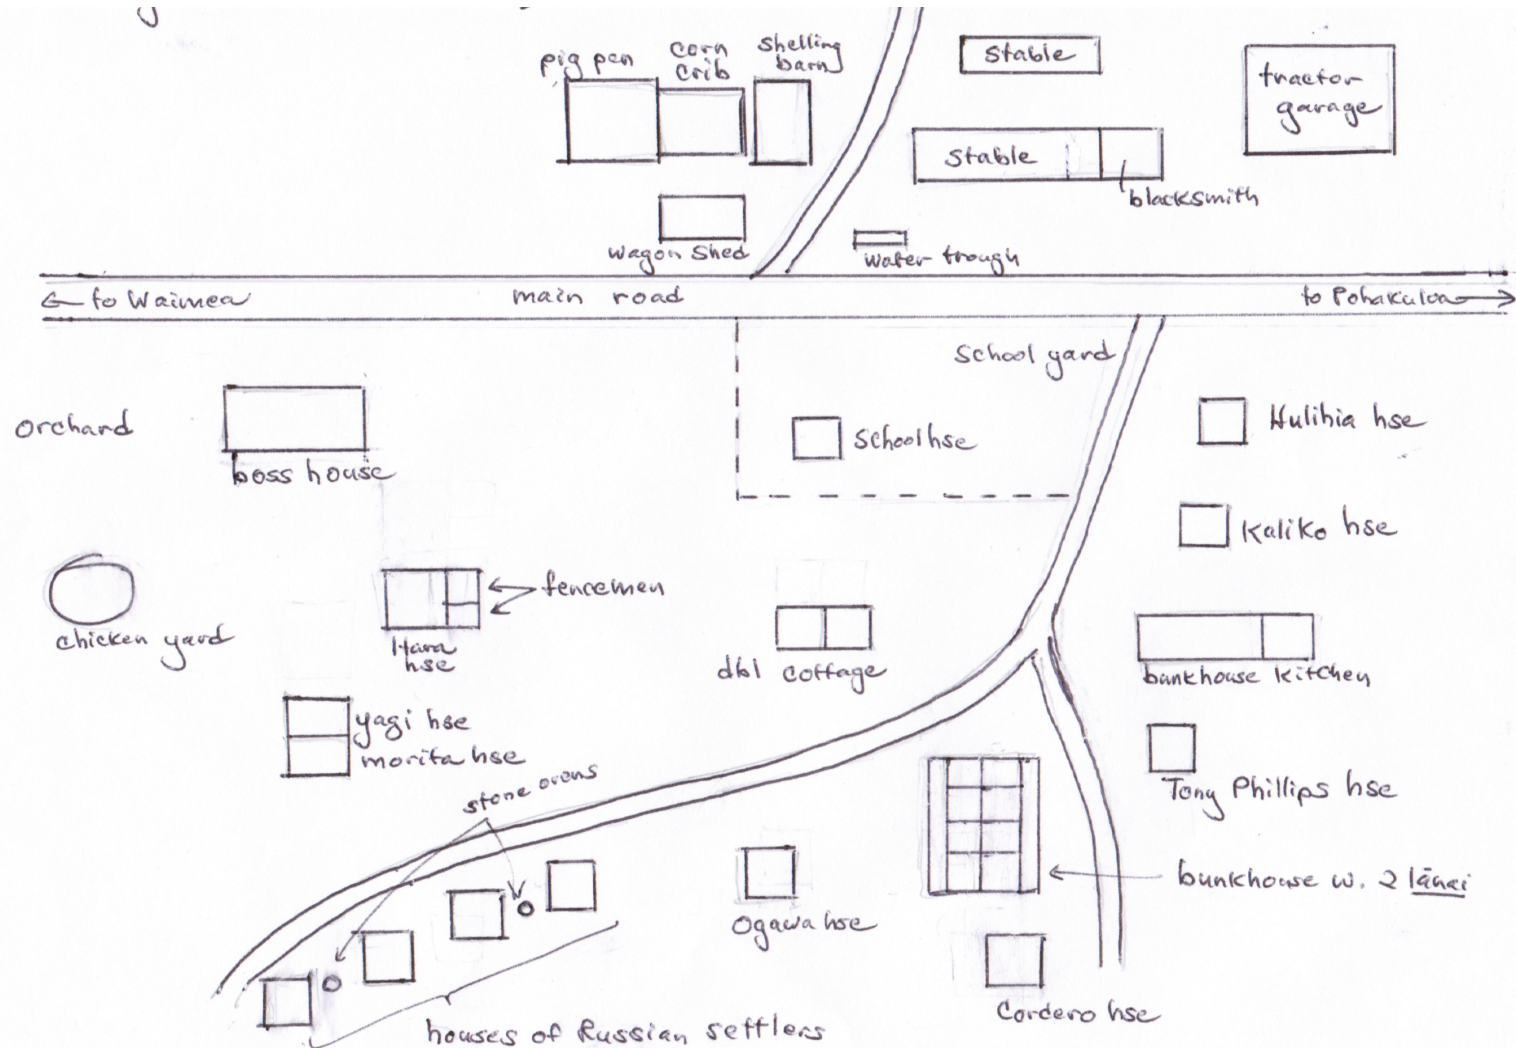 pig pen
corn
crib
shelling
barn
stable
tractor
garage
stable
blacksmith
wagon shed
water trough
← to Waimea
main road
to Pohakuloa →
School yard
orchard
boss house
Schoolhse
Hulihia hse
Kaliko hse
chicken yard
Hara
hse
fencemen
dbl cottage
bunkhouse kitchen
yagi hse
morita hse
stone ovens
Tony Phillips hse
bunkhouse w. 2 lānai
Ogawa hse
Cordero hse
houses of Russian settlers